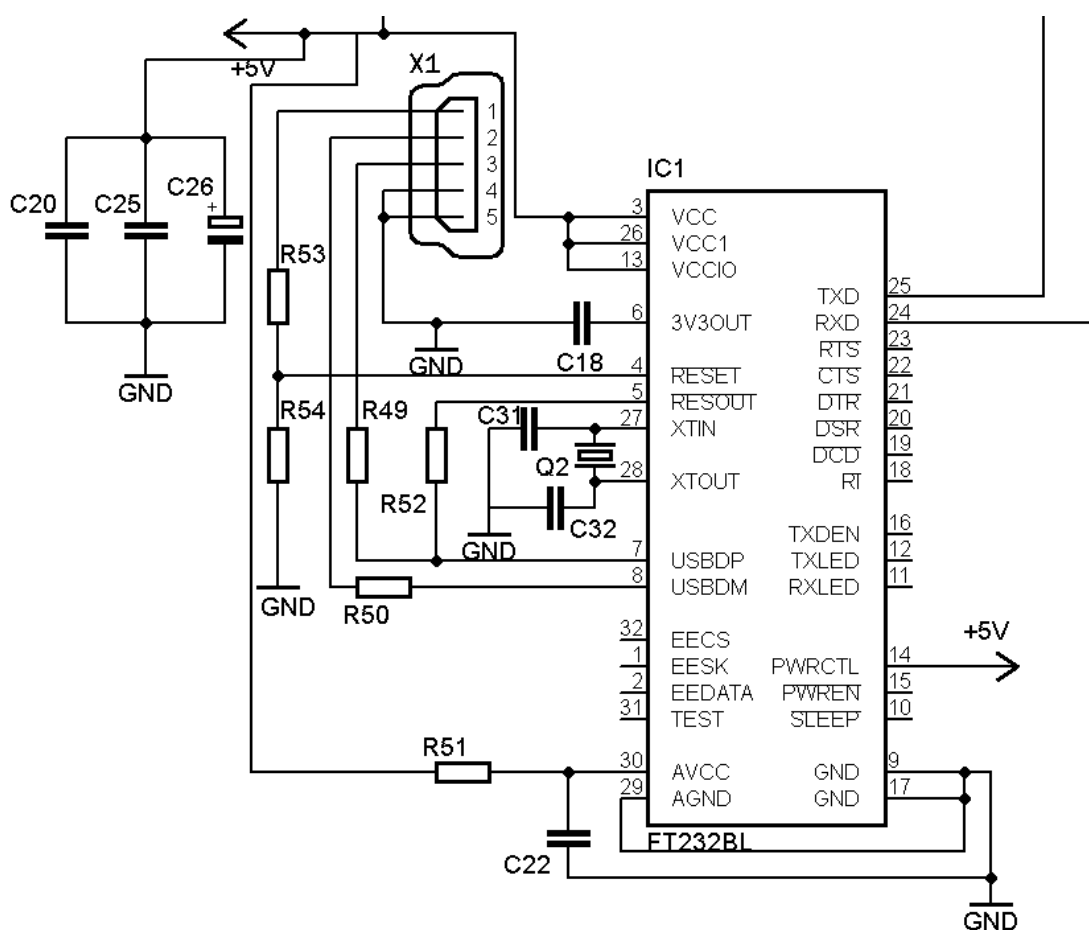 +5V
X1
1
2
3
4
5
C20
C25
C26
+
GND
R53
R54
GND
R49
R52
R50
GND
C18
C31
Q2
C32
GND
R51
C22
IC1
3 VCC
26 VCC1
13 VCCIO
6 3V3OUT
4 RESET
5 RESOUT
27 XTIN
28 XTOUT
7 USBDP
8 USBDM
32 EECS
1 EESK
2 EEDATA
31 TEST
30 AVCC
29 AGND
TXD 25
RXD 24
RTS 23
CTS 22
DTR 21
DSR 20
DCD 19
RI 18
TXDEN 16
TXLED 12
RXLED 11
PWRCTL 14
PWREN 15
SLEEP 10
GND 9
GND 17
FT232BL
+5V
GND